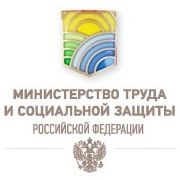 МИНИСТЕРСТВО ТРУДА
И СОЦИАЛЬНОЙ ЗАЩИТЫ
РОССИЙСКОЙ ФЕДЕРАЦИИ